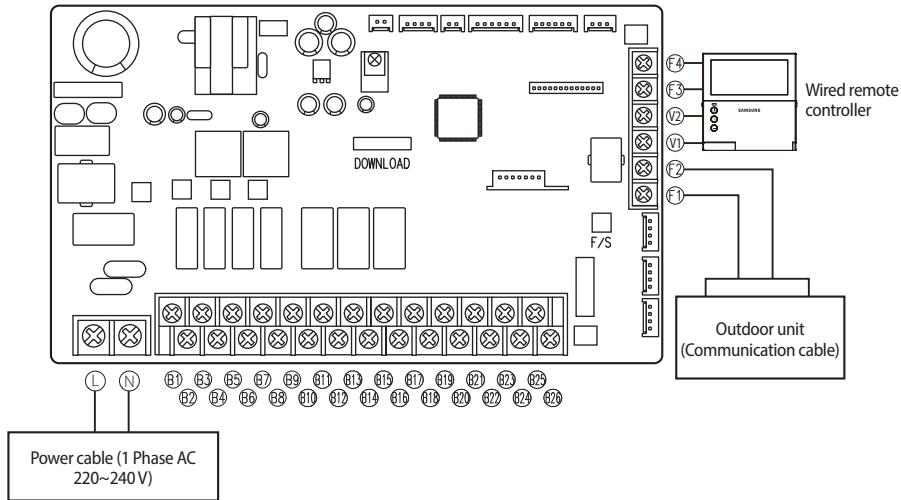 F4
F3
V2
V1
F2
F1
SAMSUNG
Wired remote
controller
DOWNLOAD
F/S
Outdoor unit
(Communication cable)
L N
B1 B3 B5 B7 B9 B11 B13 B15 B17 B19 B21 B23 B25
B2 B4 B6 B8 B10 B12 B14 B16 B18 B20 B22 B24 B26
Power cable (1 Phase AC
220~240 V)